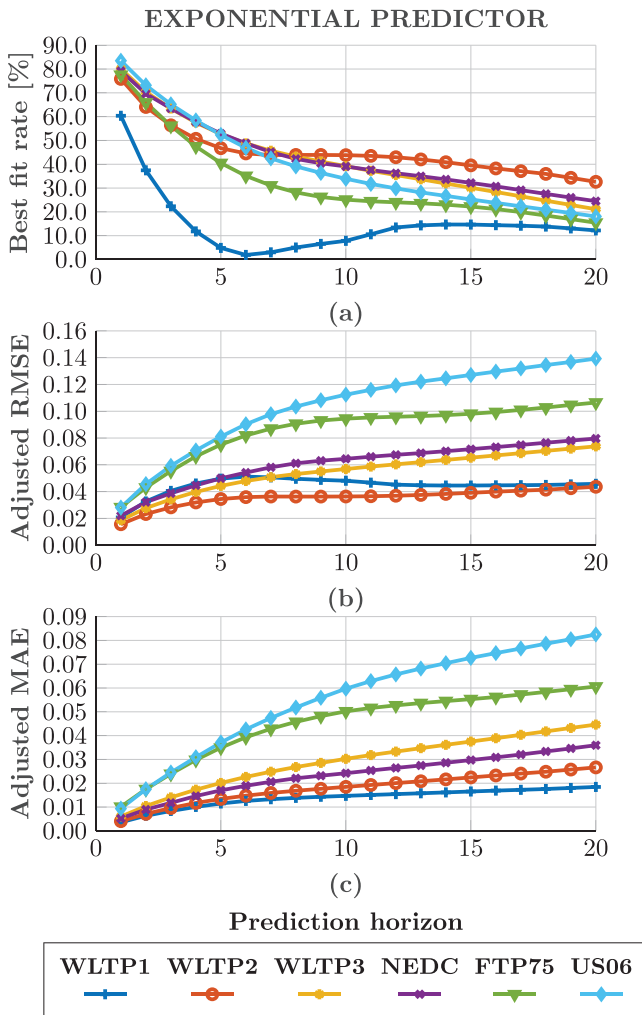 EXPONENTIAL PREDICTOR
Best fit rate [%]
90.0
80.0
70.0
60.0
50.0
40.0
30.0
20.0
10.0
0.0
0 5 10 15 20
(a)
Adjusted RMSE
0.16
0.14
0.12
0.10
0.08
0.06
0.04
0.02
0.00
0 5 10 15 20
(b)
Adjusted MAE
0.09
0.08
0.07
0.06
0.05
0.04
0.03
0.02
0.01
0.00
0 5 10 15 20
(c)
Prediction horizon
WLTP1 WLTP2 WLTP3 NEDC FTP75 US06